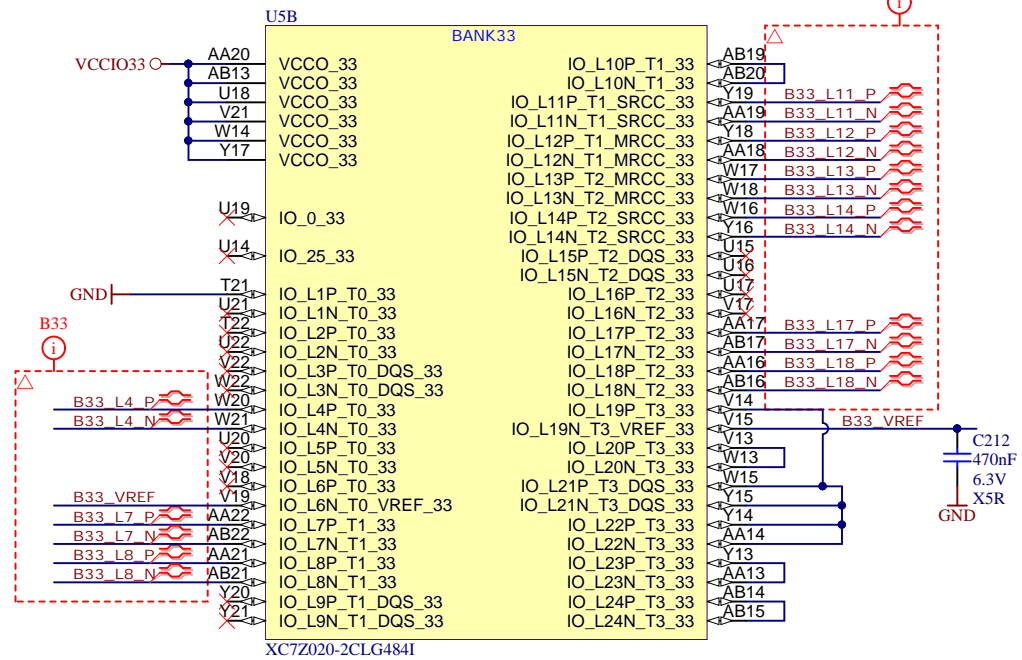 U5B
BANK33
i
VCCIO33
AA20 VCCO_33
AB13 VCCO_33
U18 VCCO_33
V21 VCCO_33
W14 VCCO_33
Y17 VCCO_33
U19 IO_0_33
U14 IO_25_33
GND T21 IO_L1P_T0_33
U21 IO_L1N_T0_33
T22 IO_L2P_T0_33
U22 IO_L2N_T0_33
V22 IO_L3P_T0_DQS_33
W22 IO_L3N_T0_DQS_33
B33
i
B33_L4_P W20 IO_L4P_T0_33
B33_L4_N W21 IO_L4N_T0_33
U20 IO_L5P_T0_33
V20 IO_L5N_T0_33
V18 IO_L6P_T0_33
B33_VREF V19 IO_L6N_T0_VREF_33
B33_L7_P AA22 IO_L7P_T1_33
B33_L7_N AB22 IO_L7N_T1_33
B33_L8_P AA21 IO_L8P_T1_33
B33_L8_N AB21 IO_L8N_T1_33
Y20 IO_L9P_T1_DQS_33
Y21 IO_L9N_T1_DQS_33
IO_L10P_T1_33 AB19
IO_L10N_T1_33 AB20
IO_L11P_T1_SRCC_33 Y19 B33_L11_P
IO_L11N_T1_SRCC_33 AA19 B33_L11_N
IO_L12P_T1_MRCC_33 Y18 B33_L12_P
IO_L12N_T1_MRCC_33 AA18 B33_L12_N
IO_L13P_T2_MRCC_33 W17 B33_L13_P
IO_L13N_T2_MRCC_33 W18 B33_L13_N
IO_L14P_T2_SRCC_33 W16 B33_L14_P
IO_L14N_T2_SRCC_33 Y16 B33_L14_N
IO_L15P_T2_DQS_33 U15
IO_L15N_T2_DQS_33 U16
IO_L16P_T2_33 U17
IO_L16N_T2_33 V17
IO_L17P_T2_33 AA17 B33_L17_P
IO_L17N_T2_33 AB17 B33_L17_N
IO_L18P_T2_33 AA16 B33_L18_P
IO_L18N_T2_33 AB16 B33_L18_N
IO_L19P_T3_33 V14
IO_L19N_T3_VREF_33 V15 B33_VREF
IO_L20P_T3_33 V13
IO_L20N_T3_33 W13
IO_L21P_T3_DQS_33 W15
IO_L21N_T3_DQS_33 Y15
IO_L22P_T3_33 Y14
IO_L22N_T3_33 AA14
IO_L23P_T3_33 Y13
IO_L23N_T3_33 AA13
IO_L24P_T3_33 AB14
IO_L24N_T3_33 AB15
C212
470nF
6.3V
X5R
GND
XC7Z020-2CLG484I